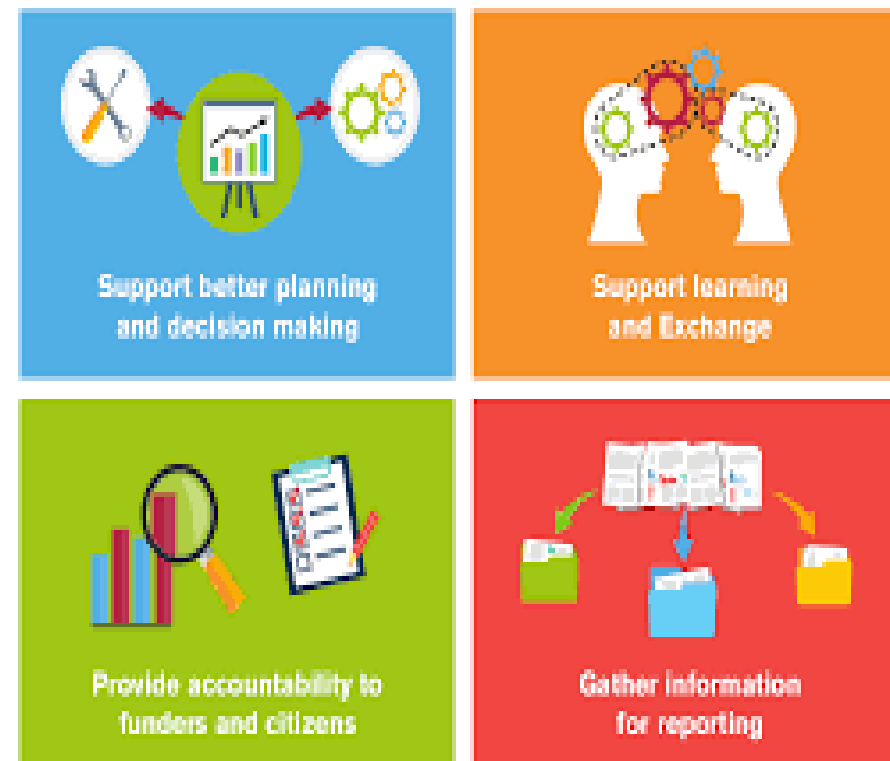 Support better planning
and decision making
Support learning
and Exchange
Provide accountability to
funders and citizens
Gather information
for reporting